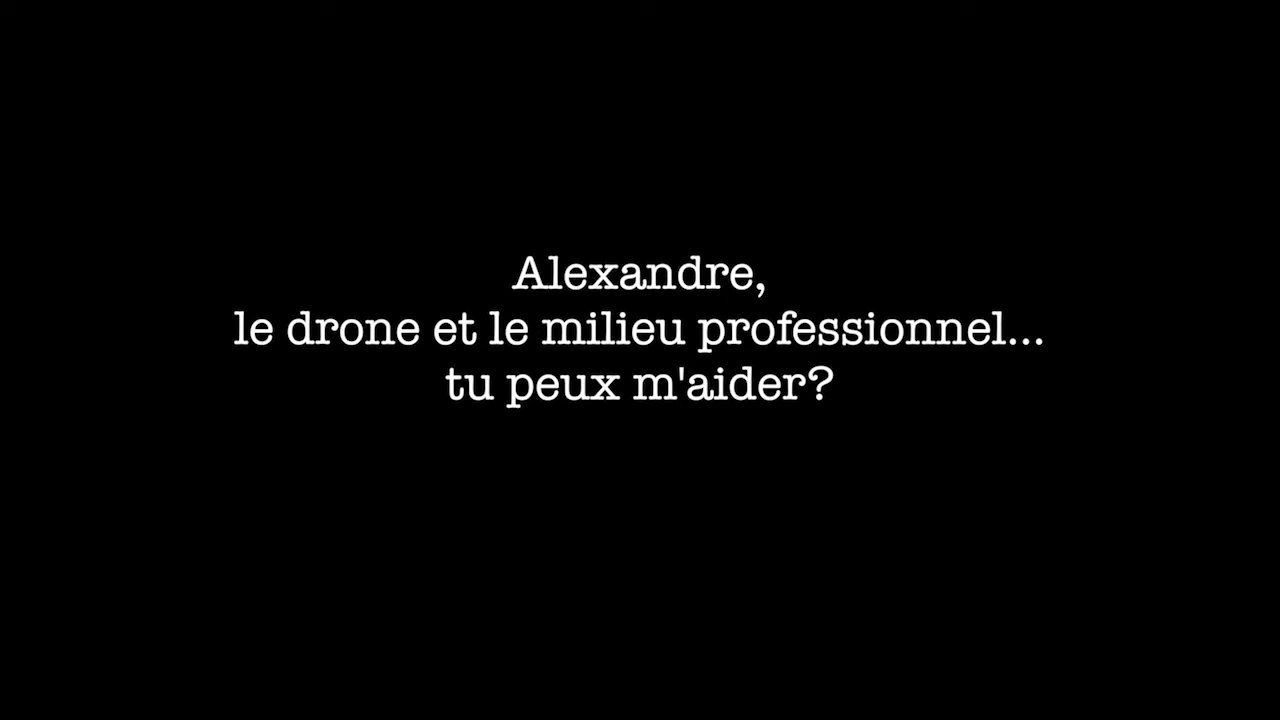 Alexandre,
le drone et le milieu professionnel...
tu peux m'aider?